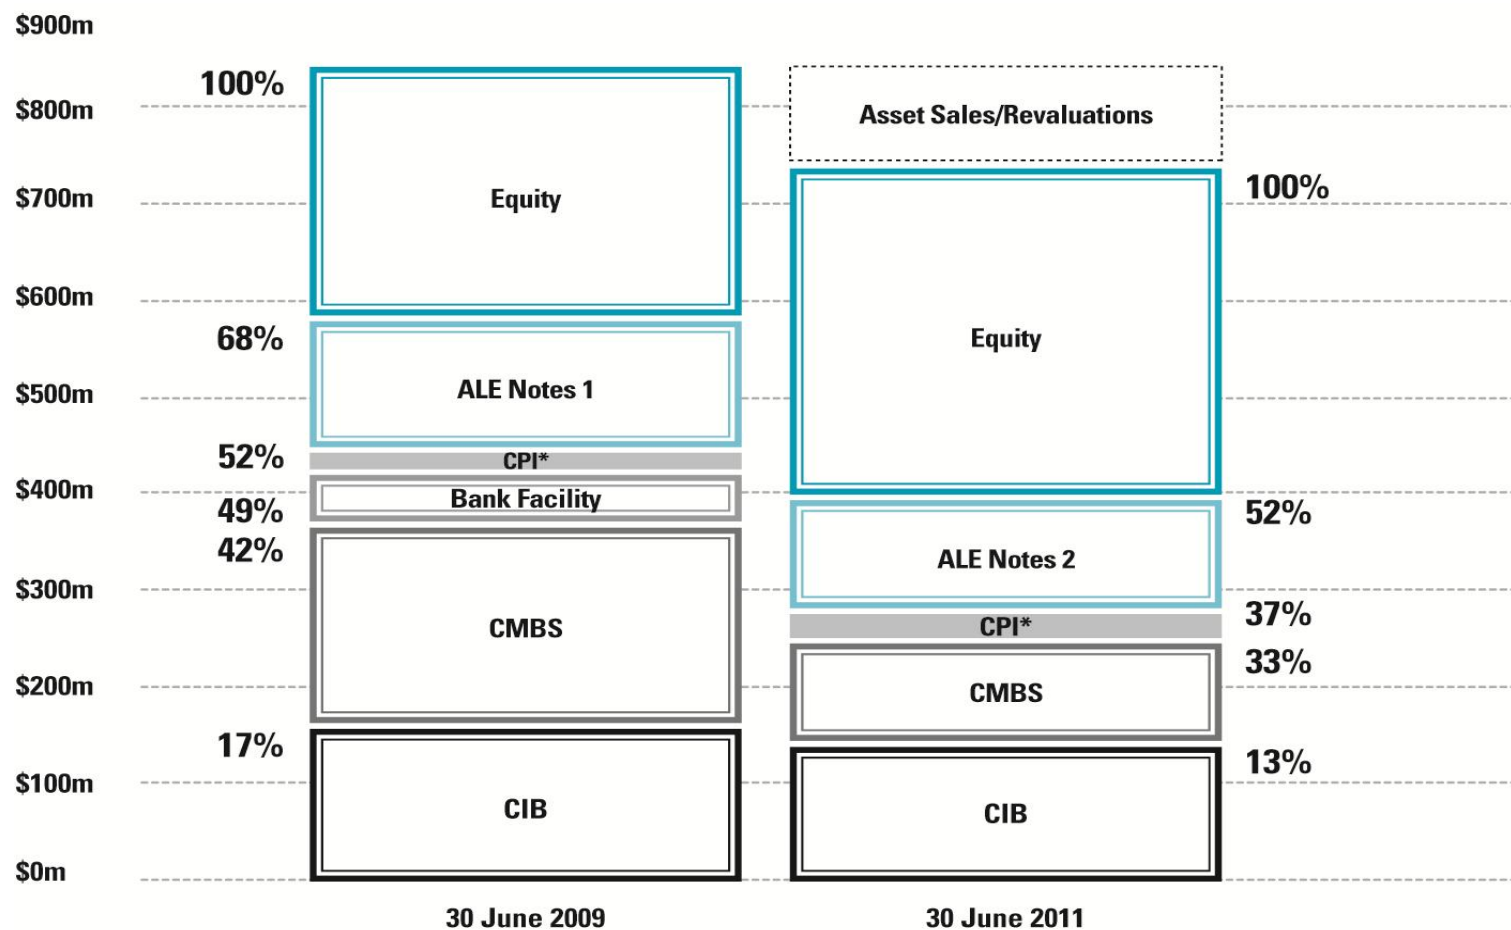 $900m
100%
$800m
Asset Sales/Revaluations
$700m
Equity
100%
$600m
68%
Equity
$500m
ALE Notes 1
52%
CPI*
$400m
Bank Facility
49%
52%
42%
ALE Notes 2
$300m
37%
CMBS
CPI*
33%
$200m
CMBS
17%
13%
$100m
CIB
CIB
$0m
30 June 2009
30 June 2011